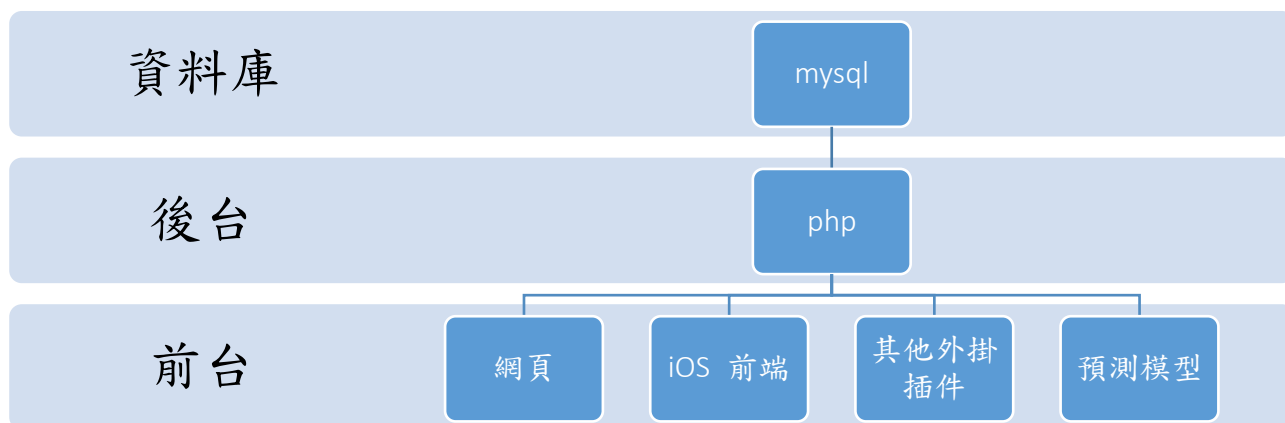 資料庫
mysql
後台
php
前台
網頁
iOS 前端
其他外掛
插件
預測模型